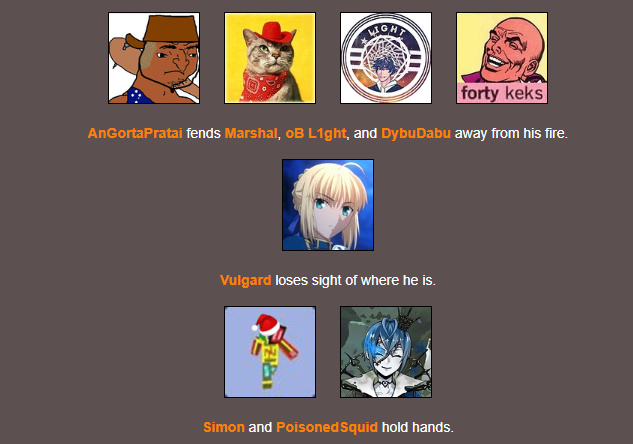 LIGHT
forty keks
AnGortaPratai fends Marshal, oB L1ght, and DybuDabu away from his fire.
Vulgard loses sight of where he is.
Simon and PoisonedSquid hold hands.